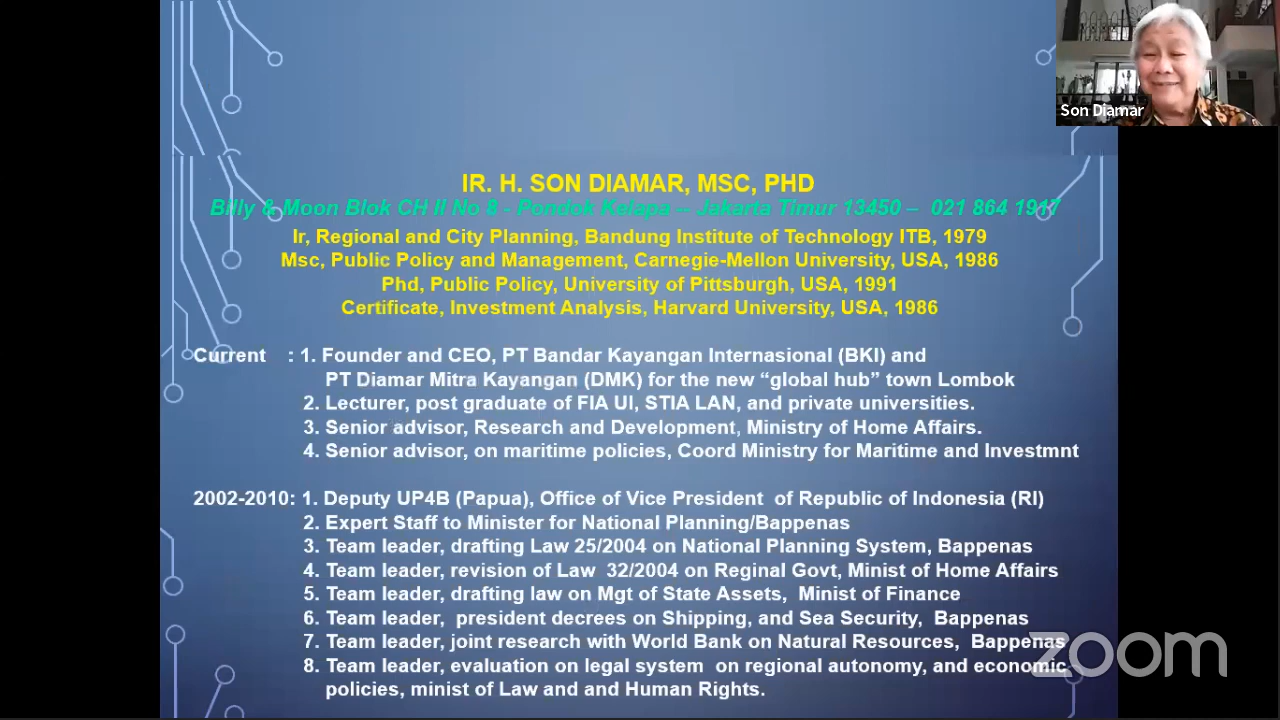 Son Diamar
IR. H. SON DIAMAR, MSC, PHD
Billy & Moon Blok CH II No 8 - Pondok Kelapa – Jakarta Timur 13450 – 021 864 1917
Ir, Regional and City Planning, Bandung Institute of Technology ITB, 1979
Msc, Public Policy and Management, Carnegie-Mellon University, USA, 1986
Phd, Public Policy, University of Pittsburgh, USA, 1991
Certificate, Investment Analysis, Harvard University, USA, 1986
Current : 1. Founder and CEO, PT Bandar Kayangan Internasional (BKI) and
PT Diamar Mitra Kayangan (DMK) for the new “global hub” town Lombok
2. Lecturer, post graduate of FIA UI, STIA LAN, and private universities.
3. Senior advisor, Research and Development, Ministry of Home Affairs.
4. Senior advisor, on maritime policies, Coord Ministry for Maritime and Investmnt
2002-2010: 1. Deputy UP4B (Papua), Office of Vice President of Republic of Indonesia (RI)
2. Expert Staff to Minister for National Planning/Bappenas
3. Team leader, drafting Law 25/2004 on National Planning System, Bappenas
4. Team leader, revision of Law 32/2004 on Reginal Govt, Minist of Home Affairs
5. Team leader, drafting law on Mgt of State Assets, Minist of Finance
6. Team leader, president decrees on Shipping, and Sea Security, Bappenas
7. Team leader, joint research with World Bank on Natural Resources, Bappenas
8. Team leader, evaluation on legal system on regional autonomy, and economic
policies, minist of Law and and Human Rights.
zoom